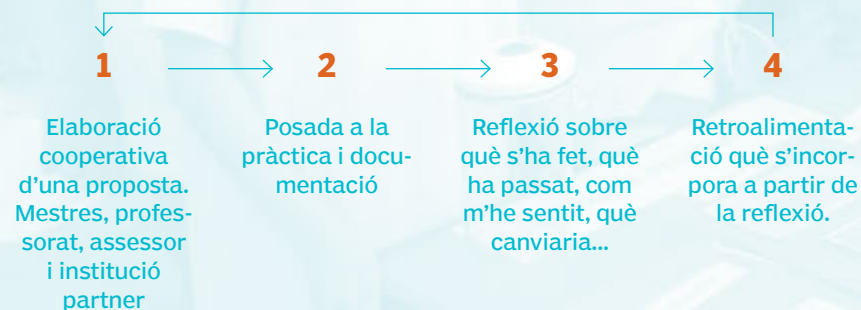 1
Elaboració
cooperativa
d'una proposta.
Mestres, profes-
sorat, assessor
i institució
partner
2
Posada a la
pràctica i docu-
mentació
3
Reflexió sobre
què s'ha fet, què
ha passat, com
m'he sentit, què
canviaria...
4
Retroalimenta-
ció què s'incor-
pora a partir de
la reflexió.